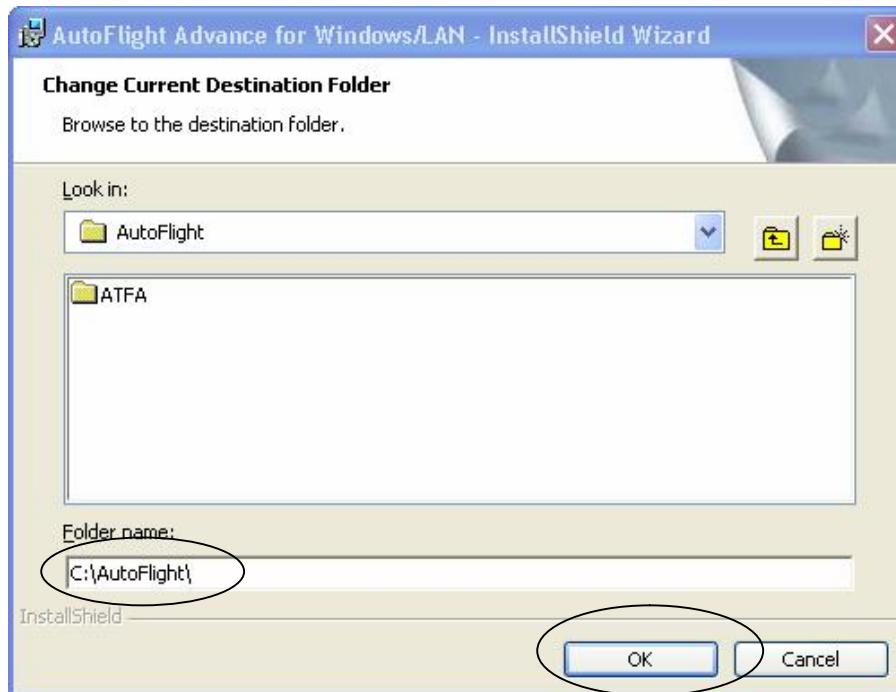 AutoFlight Advance for Windows/LAN - InstallShield Wizard
Change Current Destination Folder
Browse to the destination folder.
Look in:
AutoFlight
ATFA
Folder name:
C:\AutoFlight\
InstallShield
OK Cancel